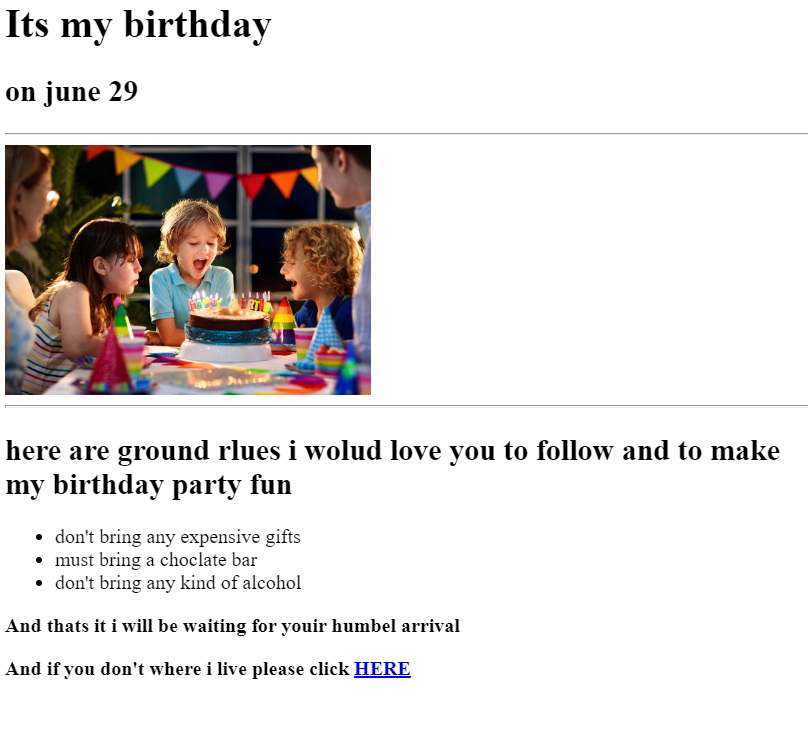 Its my birthday
on june 29
HAPPY BIRTH
here are ground rlues i wolud love you to follow and to make
my birthday party fun
don't bring any expensive gifts
must bring a choclate bar
don't bring any kind of alcohol
And thats it i will be waiting for youir humbel arrival
And if you don't where i live please click HERE